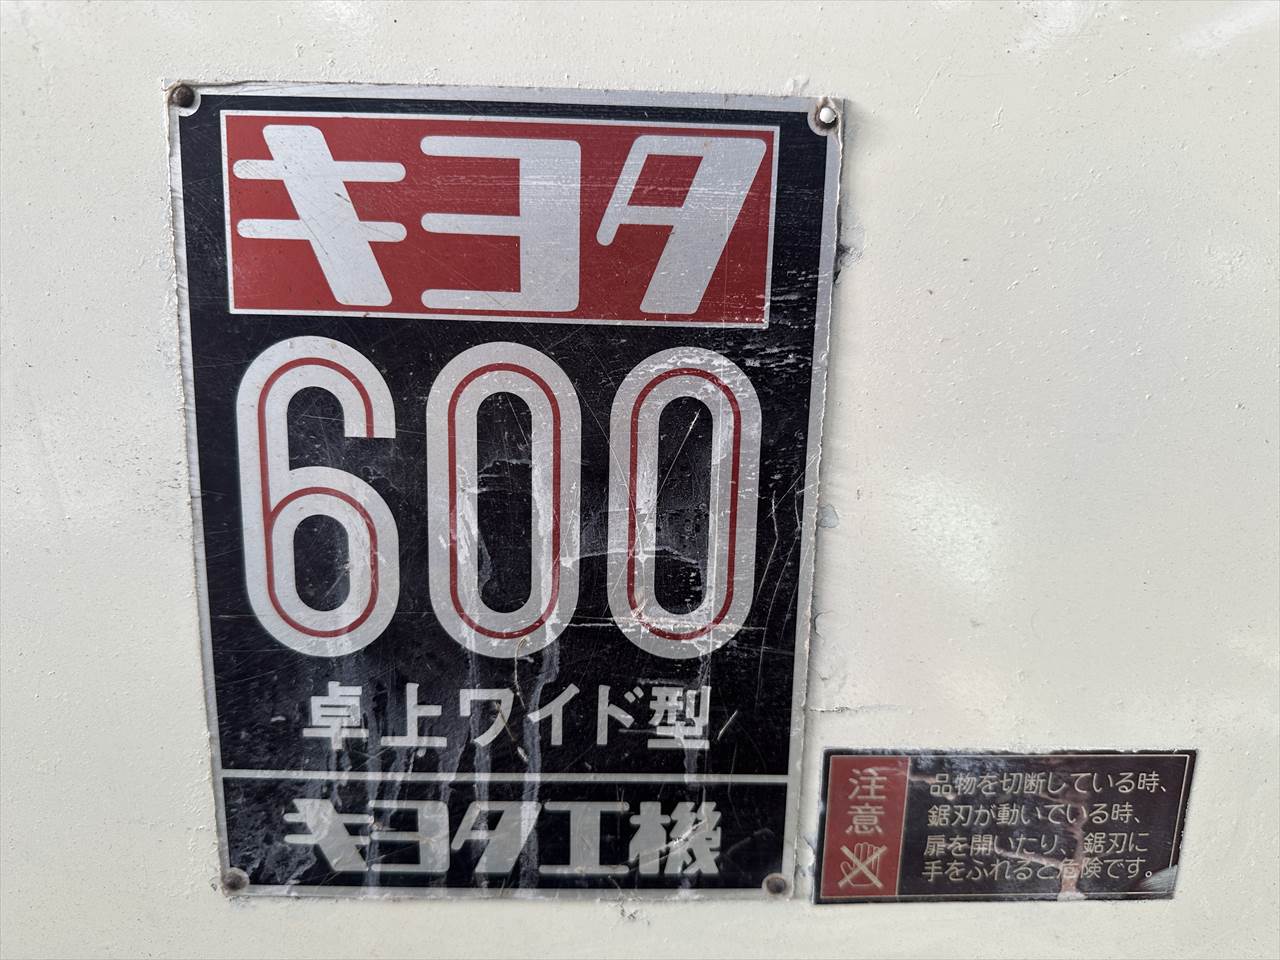 キヨタ
600
卓上ワイド型
キヨタ工機
注意
品物を切断している時、
鋸刃が動いている時、
扉を開いたり、鋸刃に
手をふれると危険です。